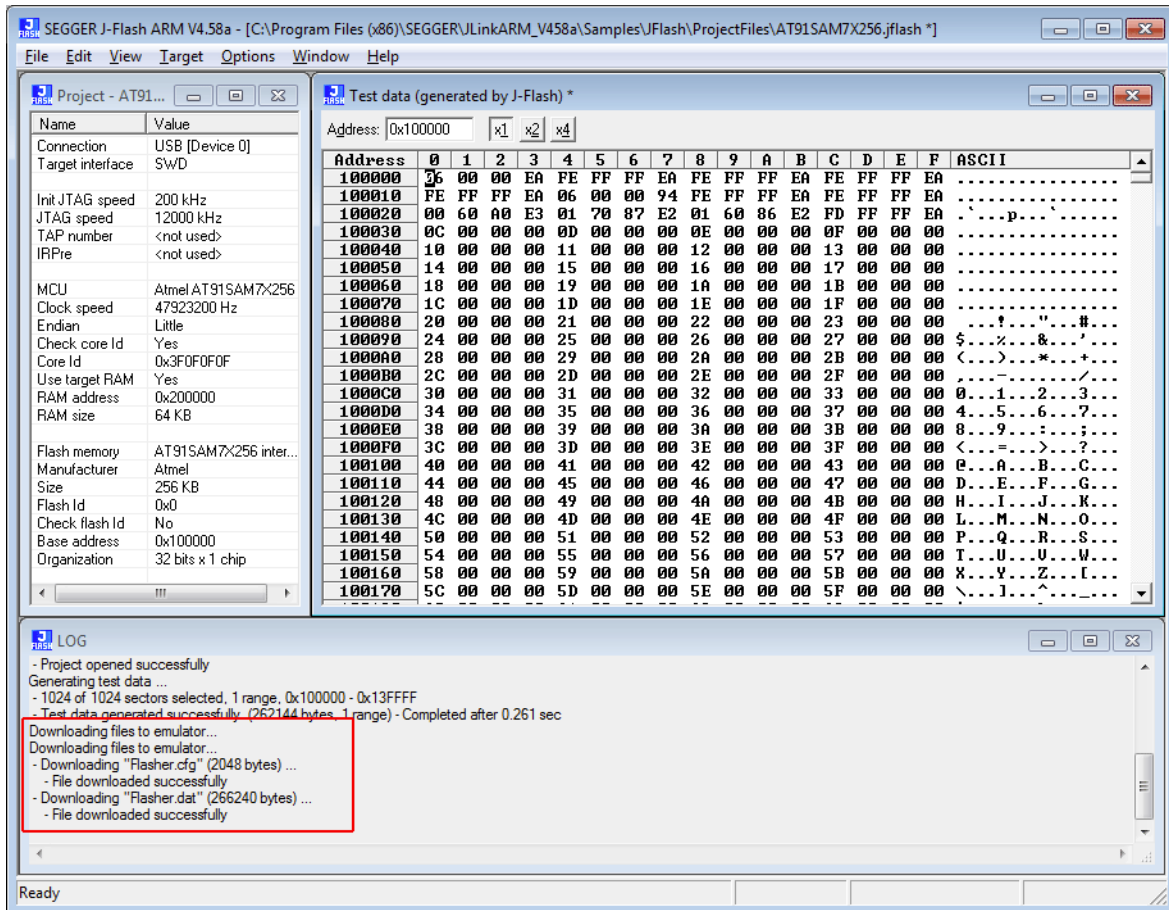 SEGGER J-Flash ARM V4.58a - [C:\Program Files (x86)\SEGGER\JLinkARM_V458a\Samples\JFlash\ProjectFiles\AT91SAM7X256.jflash *]
File Edit View Target Options Window Help
Project - AT91...
Name Value
Connection USB [Device 0]
Target interface SWD
Init JTAG speed 200 kHz
JTAG speed 12000 kHz
TAP number <not used>
IRPre <not used>
MCU Atmel AT91SAM7X256
Clock speed 47923200 Hz
Endian Little
Check core Id Yes
Core Id 0x3F0F0F0F
Use target RAM Yes
RAM address 0x200000
RAM size 64 KB
Flash memory AT91SAM7X256 inter...
Manufacturer Atmel
Size 256 KB
Flash Id 0x0
Check flash Id No
Base address 0x100000
Organization 32 bits x 1 chip
Test data (generated by J-Flash) *
Address: 0x100000 x1 x2 x4
Address 0 1 2 3 4 5 6 7 8 9 A B C D E F ASCII
100000 06 00 00 EA FE FF FF EA FE FF FF EA FE FF FF EA ................
100010 FE FF FF EA 06 00 00 94 FE FF FF EA FE FF FF EA ................
100020 00 60 A0 E3 01 70 87 E2 01 60 86 E2 FD FF FF EA .`...p...`......
100030 0C 00 00 00 0D 00 00 00 0E 00 00 00 0F 00 00 00 ................
100040 10 00 00 00 11 00 00 00 12 00 00 00 13 00 00 00 ................
100050 14 00 00 00 15 00 00 00 16 00 00 00 17 00 00 00 ................
100060 18 00 00 00 19 00 00 00 1A 00 00 00 1B 00 00 00 ................
100070 1C 00 00 00 1D 00 00 00 1E 00 00 00 1F 00 00 00 ................
100080 20 00 00 00 21 00 00 00 22 00 00 00 23 00 00 00  ...!..."...#...
100090 24 00 00 00 25 00 00 00 26 00 00 00 27 00 00 00 $...%...&...'...
1000A0 28 00 00 00 29 00 00 00 2A 00 00 00 2B 00 00 00 (...)...*...+...
1000B0 2C 00 00 00 2D 00 00 00 2E 00 00 00 2F 00 00 00 ,...-......./...
1000C0 30 00 00 00 31 00 00 00 32 00 00 00 33 00 00 00 0...1...2...3...
1000D0 34 00 00 00 35 00 00 00 36 00 00 00 37 00 00 00 4...5...6...7...
1000E0 38 00 00 00 39 00 00 00 3A 00 00 00 3B 00 00 00 8...9...:...;...
1000F0 3C 00 00 00 3D 00 00 00 3E 00 00 00 3F 00 00 00 <...=...>...?...
100100 40 00 00 00 41 00 00 00 42 00 00 00 43 00 00 00 @...A...B...C...
100110 44 00 00 00 45 00 00 00 46 00 00 00 47 00 00 00 D...E...F...G...
100120 48 00 00 00 49 00 00 00 4A 00 00 00 4B 00 00 00 H...I...J...K...
100130 4C 00 00 00 4D 00 00 00 4E 00 00 00 4F 00 00 00 L...M...N...O...
100140 50 00 00 00 51 00 00 00 52 00 00 00 53 00 00 00 P...Q...R...S...
100150 54 00 00 00 55 00 00 00 56 00 00 00 57 00 00 00 T...U...V...W...
100160 58 00 00 00 59 00 00 00 5A 00 00 00 5B 00 00 00 X...Y...Z...[...
100170 5C 00 00 00 5D 00 00 00 5E 00 00 00 5F 00 00 00 \...]...^..._...
LOG
- Project opened successfully
Generating test data ...
- 1024 of 1024 sectors selected, 1 range, 0x100000 - 0x13FFFF
- Test data generated successfully. (262144 bytes, 1 range) - Completed after 0.261 sec
Downloading files to emulator...
Downloading files to emulator...
- Downloading "Flasher.cfg" (2048 bytes) ...
- File downloaded successfully
- Downloading "Flasher.dat" (266240 bytes) ...
- File downloaded successfully
Ready